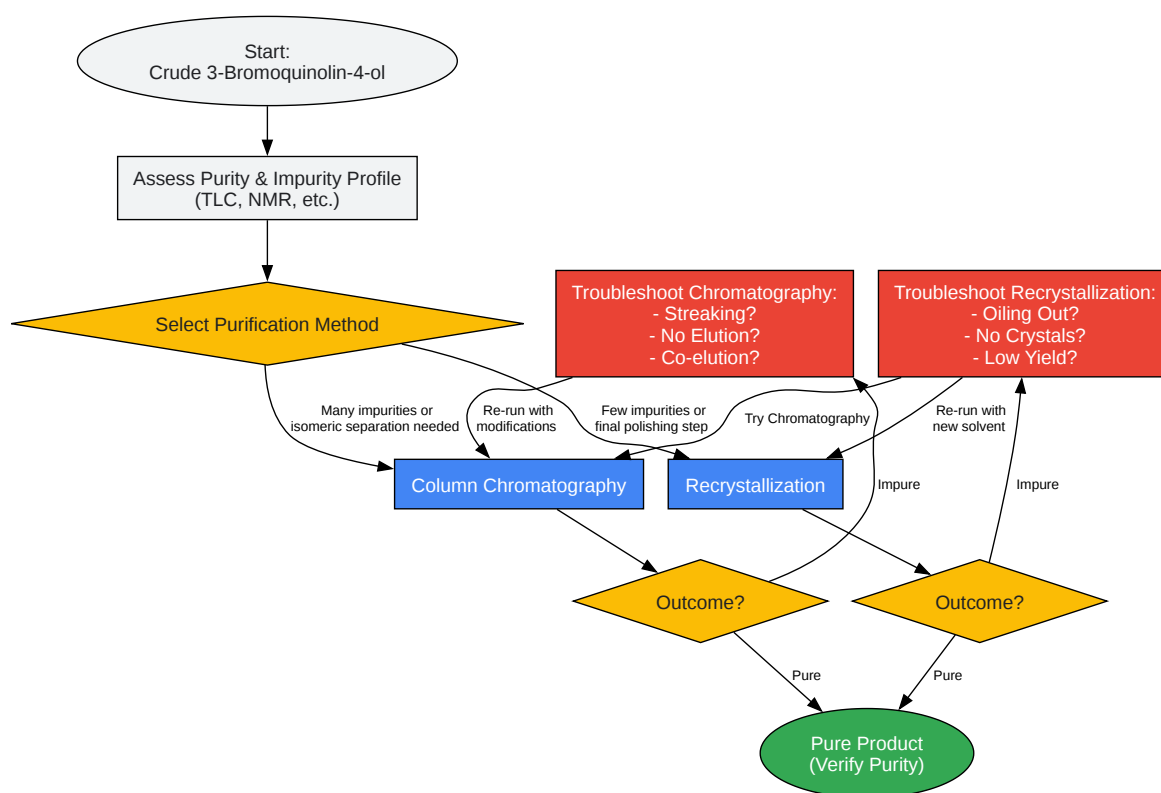 Start:
Crude 3-Bromoquinolin-4-ol
Assess Purity & Impurity Profile
(TLC, NMR, etc.)
Select Purification Method
Troubleshoot Chromatography:
- Streaking?
- No Elution?
- Co-elution?
Troubleshoot Recrystallization:
- Oiling Out?
- No Crystals?
- Low Yield?
Many impurities or
isomeric separation needed
Re-run with
modifications
Few impurities or
final polishing step
Try Chromatography
Re-run with
new solvent
Column Chromatography
Recrystallization
Impure
Impure
Outcome?
Outcome?
Pure
Pure
Pure Product
(Verify Purity)